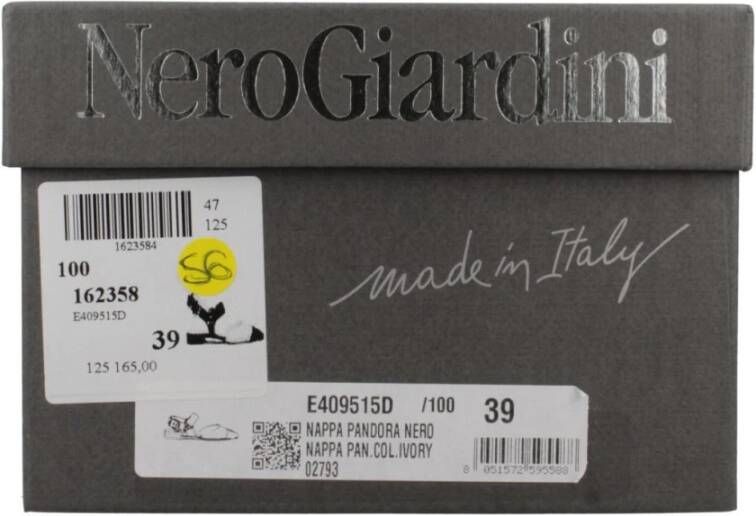 NeroGiardini
made in Italy
47
125
1623584
100
S6
162358
E409515D
39
125 165,00
E409515D /100 39
NAPPA PANDORA NERO
NAPPA PAN.COL.IVORY
02793
8 051572 595588